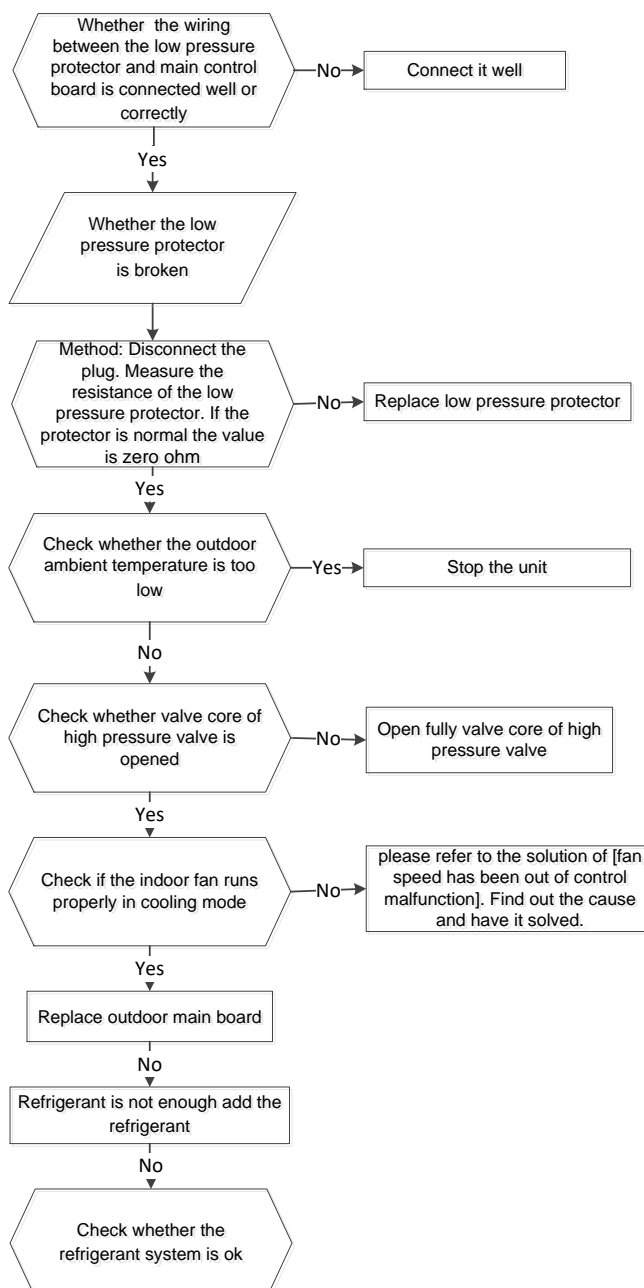 Whether the wiring
between the low pressure
protector and main control
board is connected well or
correctly
No
Connect it well
Yes
Whether the low
pressure protector
is broken
Method: Disconnect the
plug. Measure the
resistance of the low
pressure protector. If the
protector is normal the value
is zero ohm
No
Replace low pressure protector
Yes
Check whether the outdoor
ambient temperature is too
low
Yes
Stop the unit
No
Check whether valve core of
high pressure valve is
opened
No
Open fully valve core of high
pressure valve
Yes
Check if the indoor fan runs
properly in cooling mode
No
please refer to the solution of [fan
speed has been out of control
malfunction]. Find out the cause
and have it solved.
Yes
Replace outdoor main board
No
Refrigerant is not enough add the
refrigerant
No
Check whether the
refrigerant system is ok